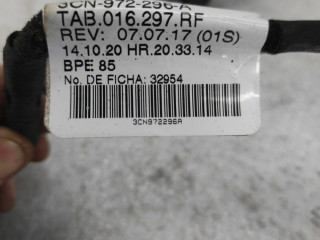 3CN-972-296-A
TAB.016.297.RF
REV: 07.07.17 (01S)
14.10.20 HR.20.33.14
BPE 85
No. DE FICHA: 32954
3CN972296A